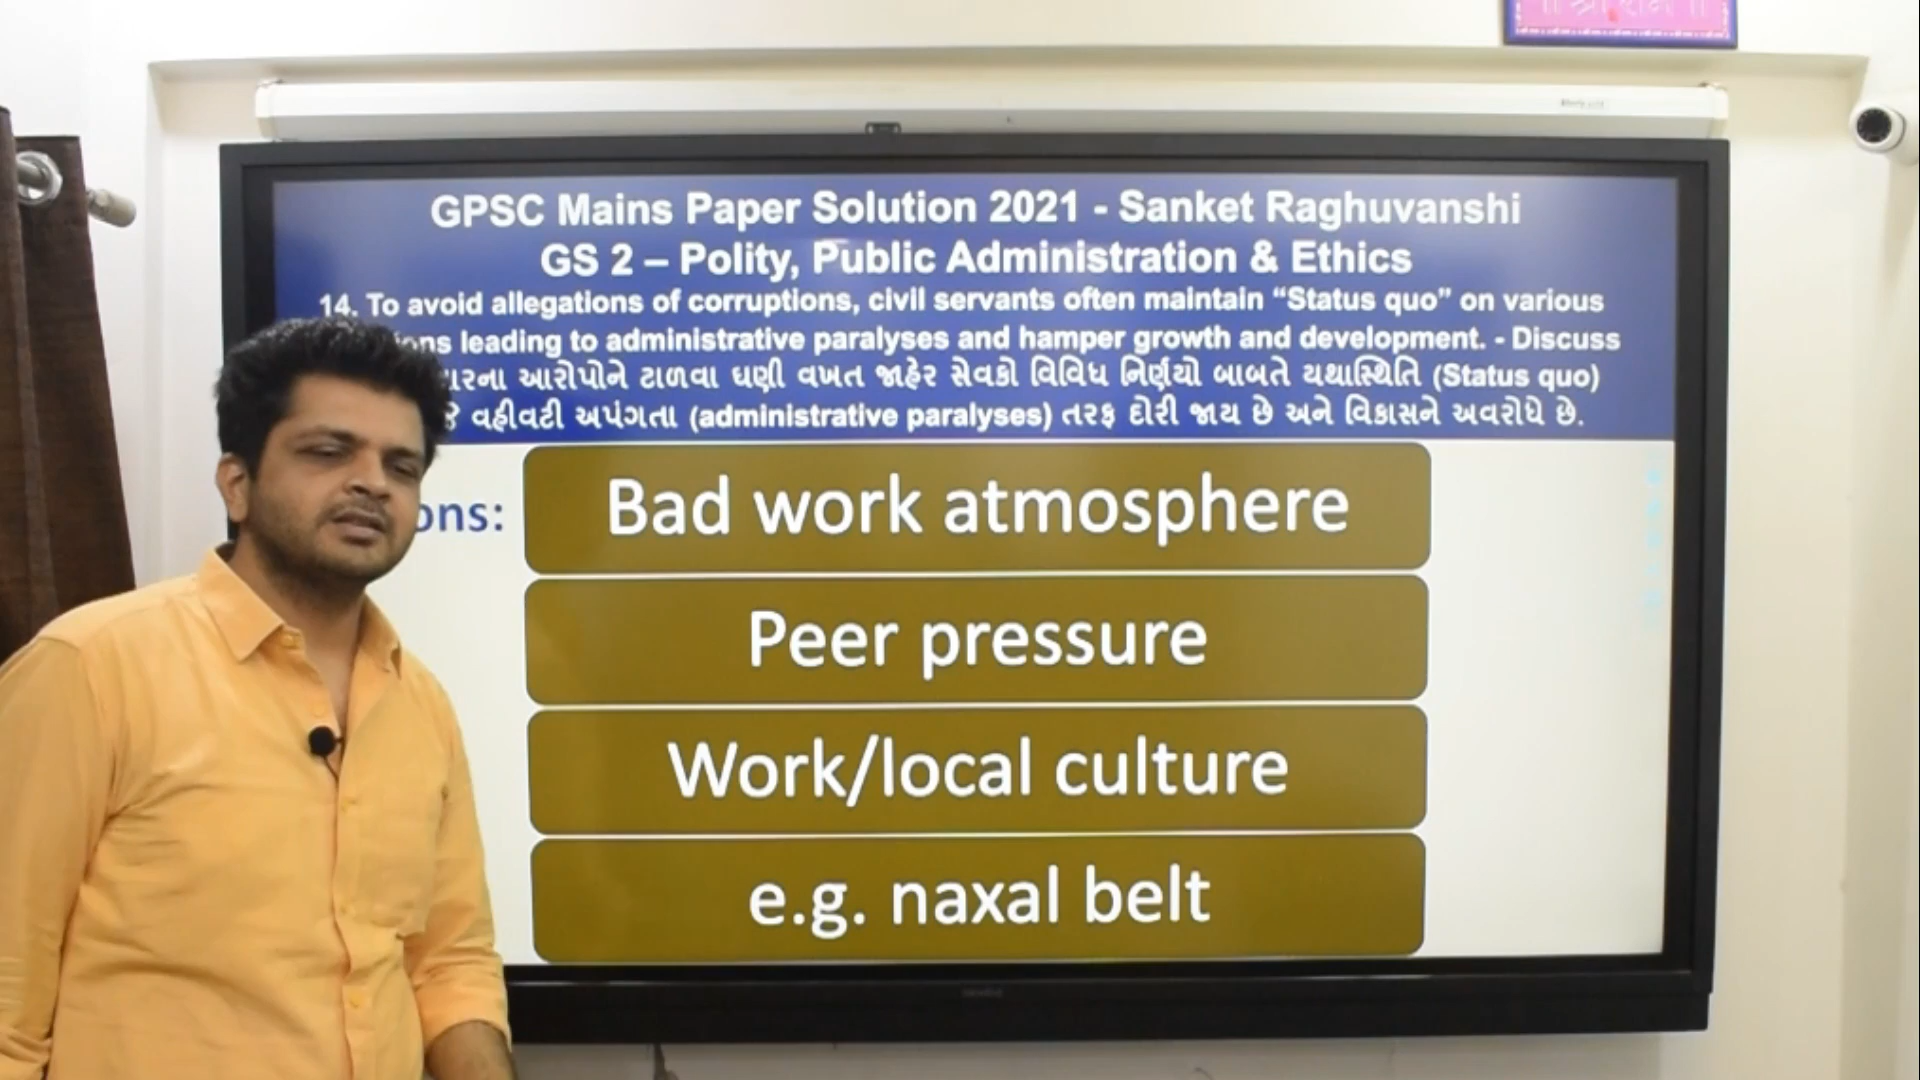 ॥ શ્રી રામ ॥
GPSC Mains Paper Solution 2021 - Sanket Raghuvanshi
GS 2 – Polity, Public Administration & Ethics
14. To avoid allegations of corruptions, civil servants often maintain “Status quo” on various
leading to administrative paralyses and hamper growth and development. - Discuss
આરોપોને ટાળવા ઘણી વખત જાહેર સેવકો વિવિધ નિર્ણયો બાબતે યથાસ્થિતિ (Status quo)
વહીવટી અપંગતા (administrative paralyses) તરફ દોરી જાય છે અને વિકાસને અવરોધે છે.
Bad work atmosphere
Peer pressure
Work/local culture
e.g. naxal belt